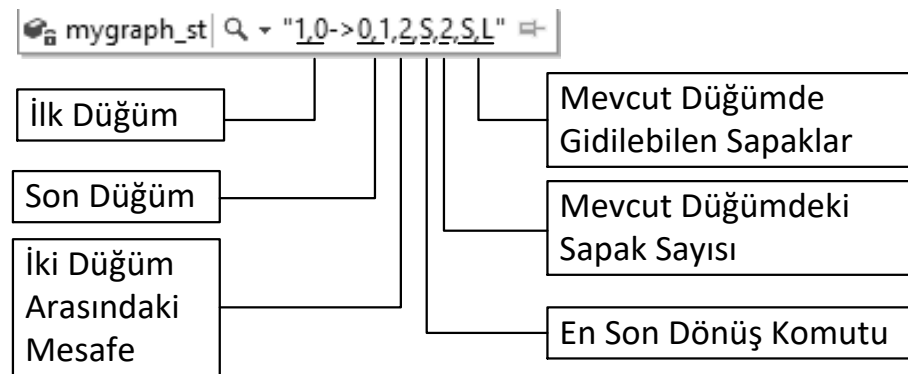 mygraph_st "1,0->0,1,2,S,2,S,L"
İlk Düğüm
Son Düğüm
İki Düğüm
Arasındaki
Mesafe
Mevcut Düğümde
Gidilebilen Sapaklar
Mevcut Düğümdeki
Sapak Sayısı
En Son Dönüş Komutu